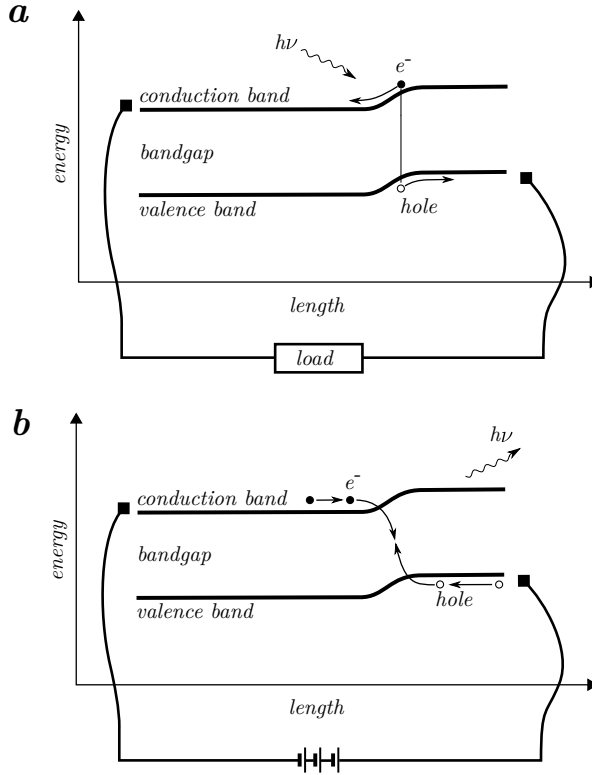 a
hν
e⁻
conduction band
energy
bandgap
valence band
hole
length
load
b
hν
e⁻
conduction band
energy
bandgap
hole
valence band
length